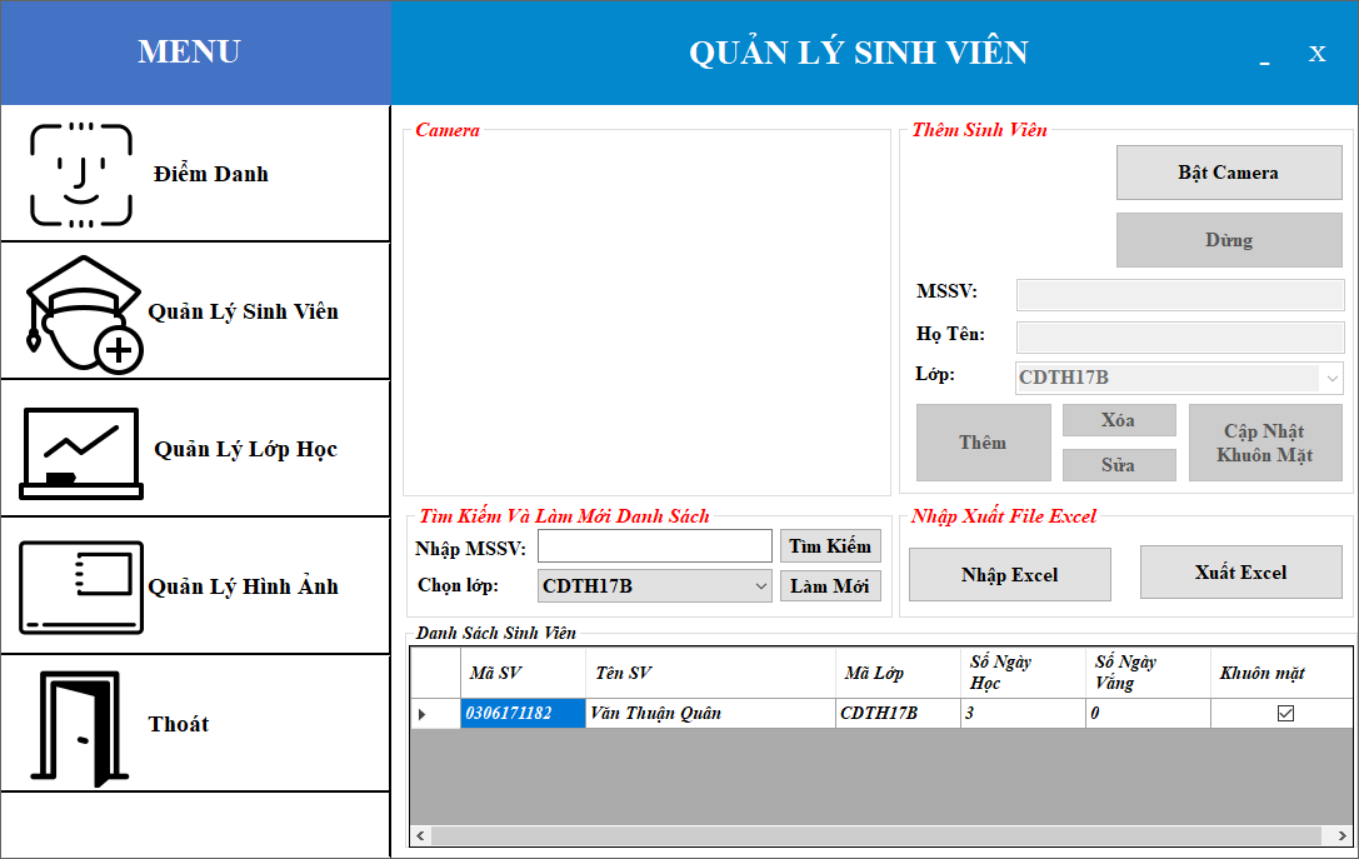 MENU
QUẢN LÝ SINH VIÊN
_ X
Điểm Danh
Quản Lý Sinh Viên
Quản Lý Lớp Học
Quản Lý Hình Ảnh
Thoát
Camera
Thêm Sinh Viên
Bật Camera
Dừng
MSSV:
Họ Tên:
Lớp: CDTH17B
Thêm
Xóa
Sửa
Cập Nhật
Khuôn Mặt
Tìm Kiếm Và Làm Mới Danh Sách
Nhập MSSV: Tìm Kiếm
Chọn lớp: CDTH17B Làm Mới
Nhập Xuất File Excel
Nhập Excel Xuất Excel
Danh Sách Sinh Viên
Mã SV Tên SV Mã Lớp Số Ngày Học Số Ngày Vắng Khuôn mặt
0306171182 Văn Thuận Quân CDTH17B 3 0